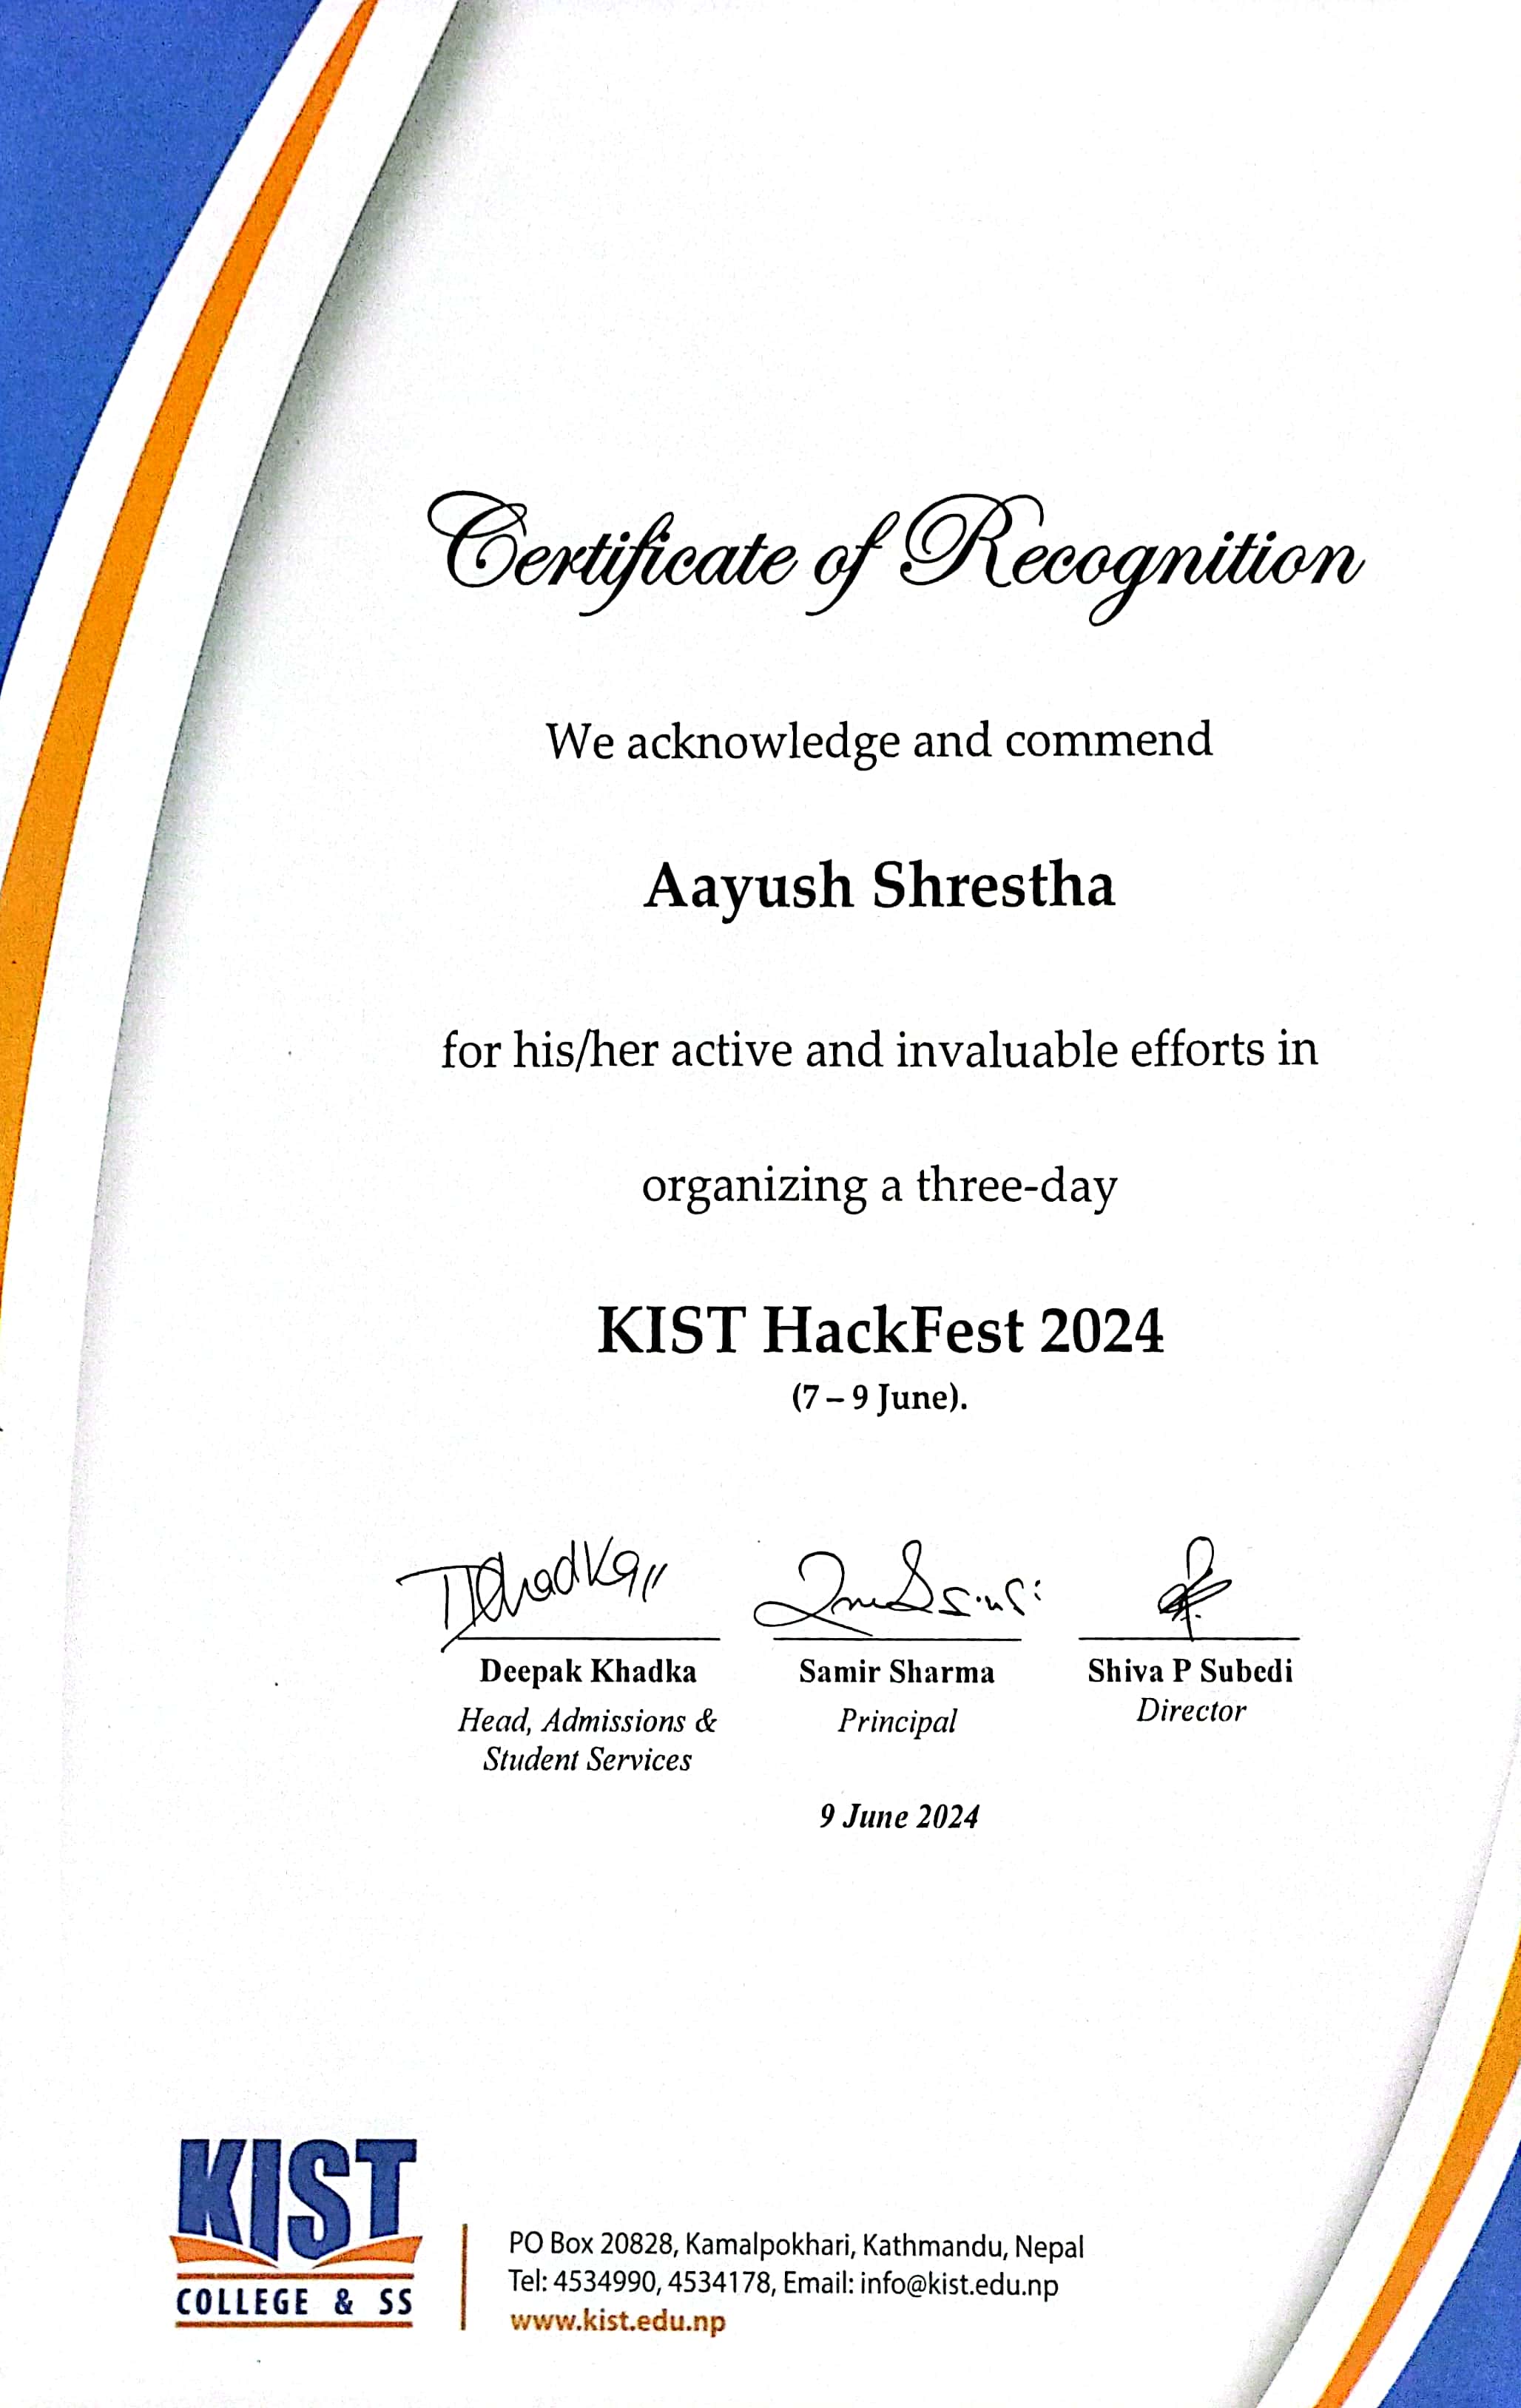 Certificate of Recognition
We acknowledge and commend
Aayush Shrestha
for his/her active and invaluable efforts in
organizing a three-day
KIST HackFest 2024
(7 – 9 June).
Deepak Khadka
Head, Admissions &
Student Services
Samir Sharma
Principal
Shiva P Subedi
Director
9 June 2024
KIST
COLLEGE & SS
PO Box 20828, Kamalpokhari, Kathmandu, Nepal
Tel: 4534990, 4534178, Email: info@kist.edu.np
www.kist.edu.np